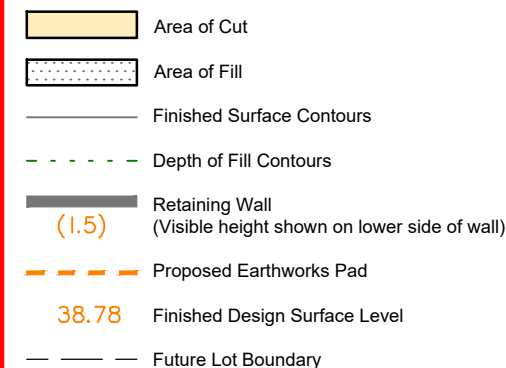 Area of Cut
Area of Fill
Finished Surface Contours
Depth of Fill Contours
Retaining Wall
(1.5) (Visible height shown on lower side of wall)
Proposed Earthworks Pad
38.78 Finished Design Surface Level
Future Lot Boundary